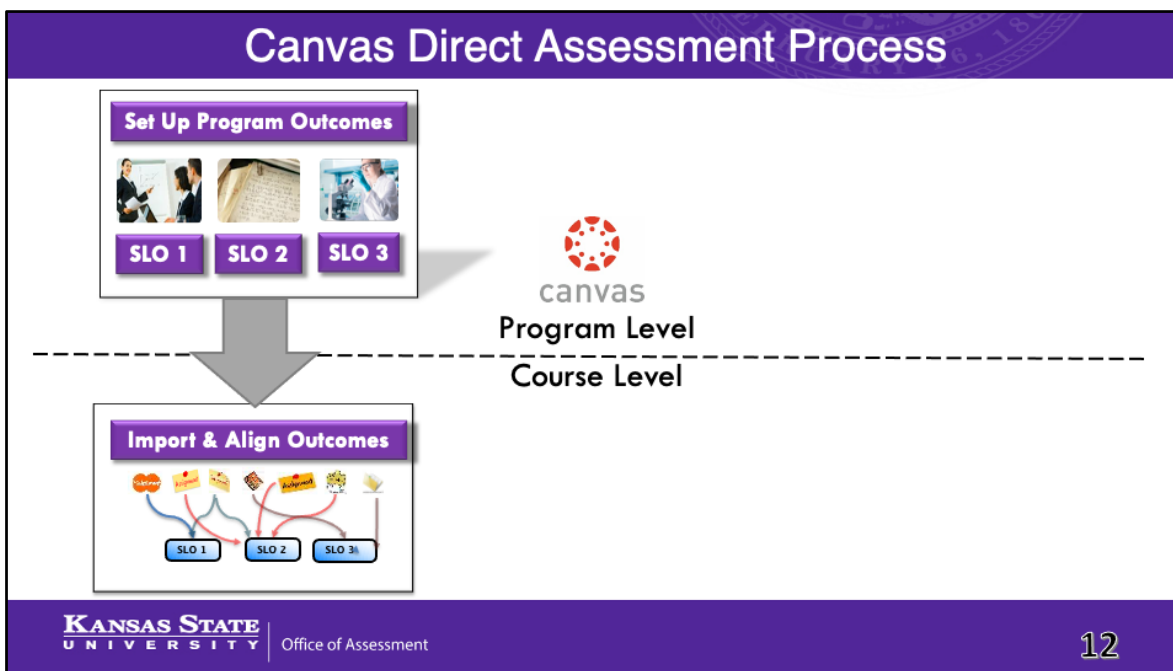 Canvas Direct Assessment Process
Set Up Program Outcomes
SLO 1
SLO 2
SLO 3
canvas
Program Level
Course Level
Import & Align Outcomes
Assignment
SLO 1
SLO 2
SLO 3
KANSAS STATE
UNIVERSITY
Office of Assessment
12